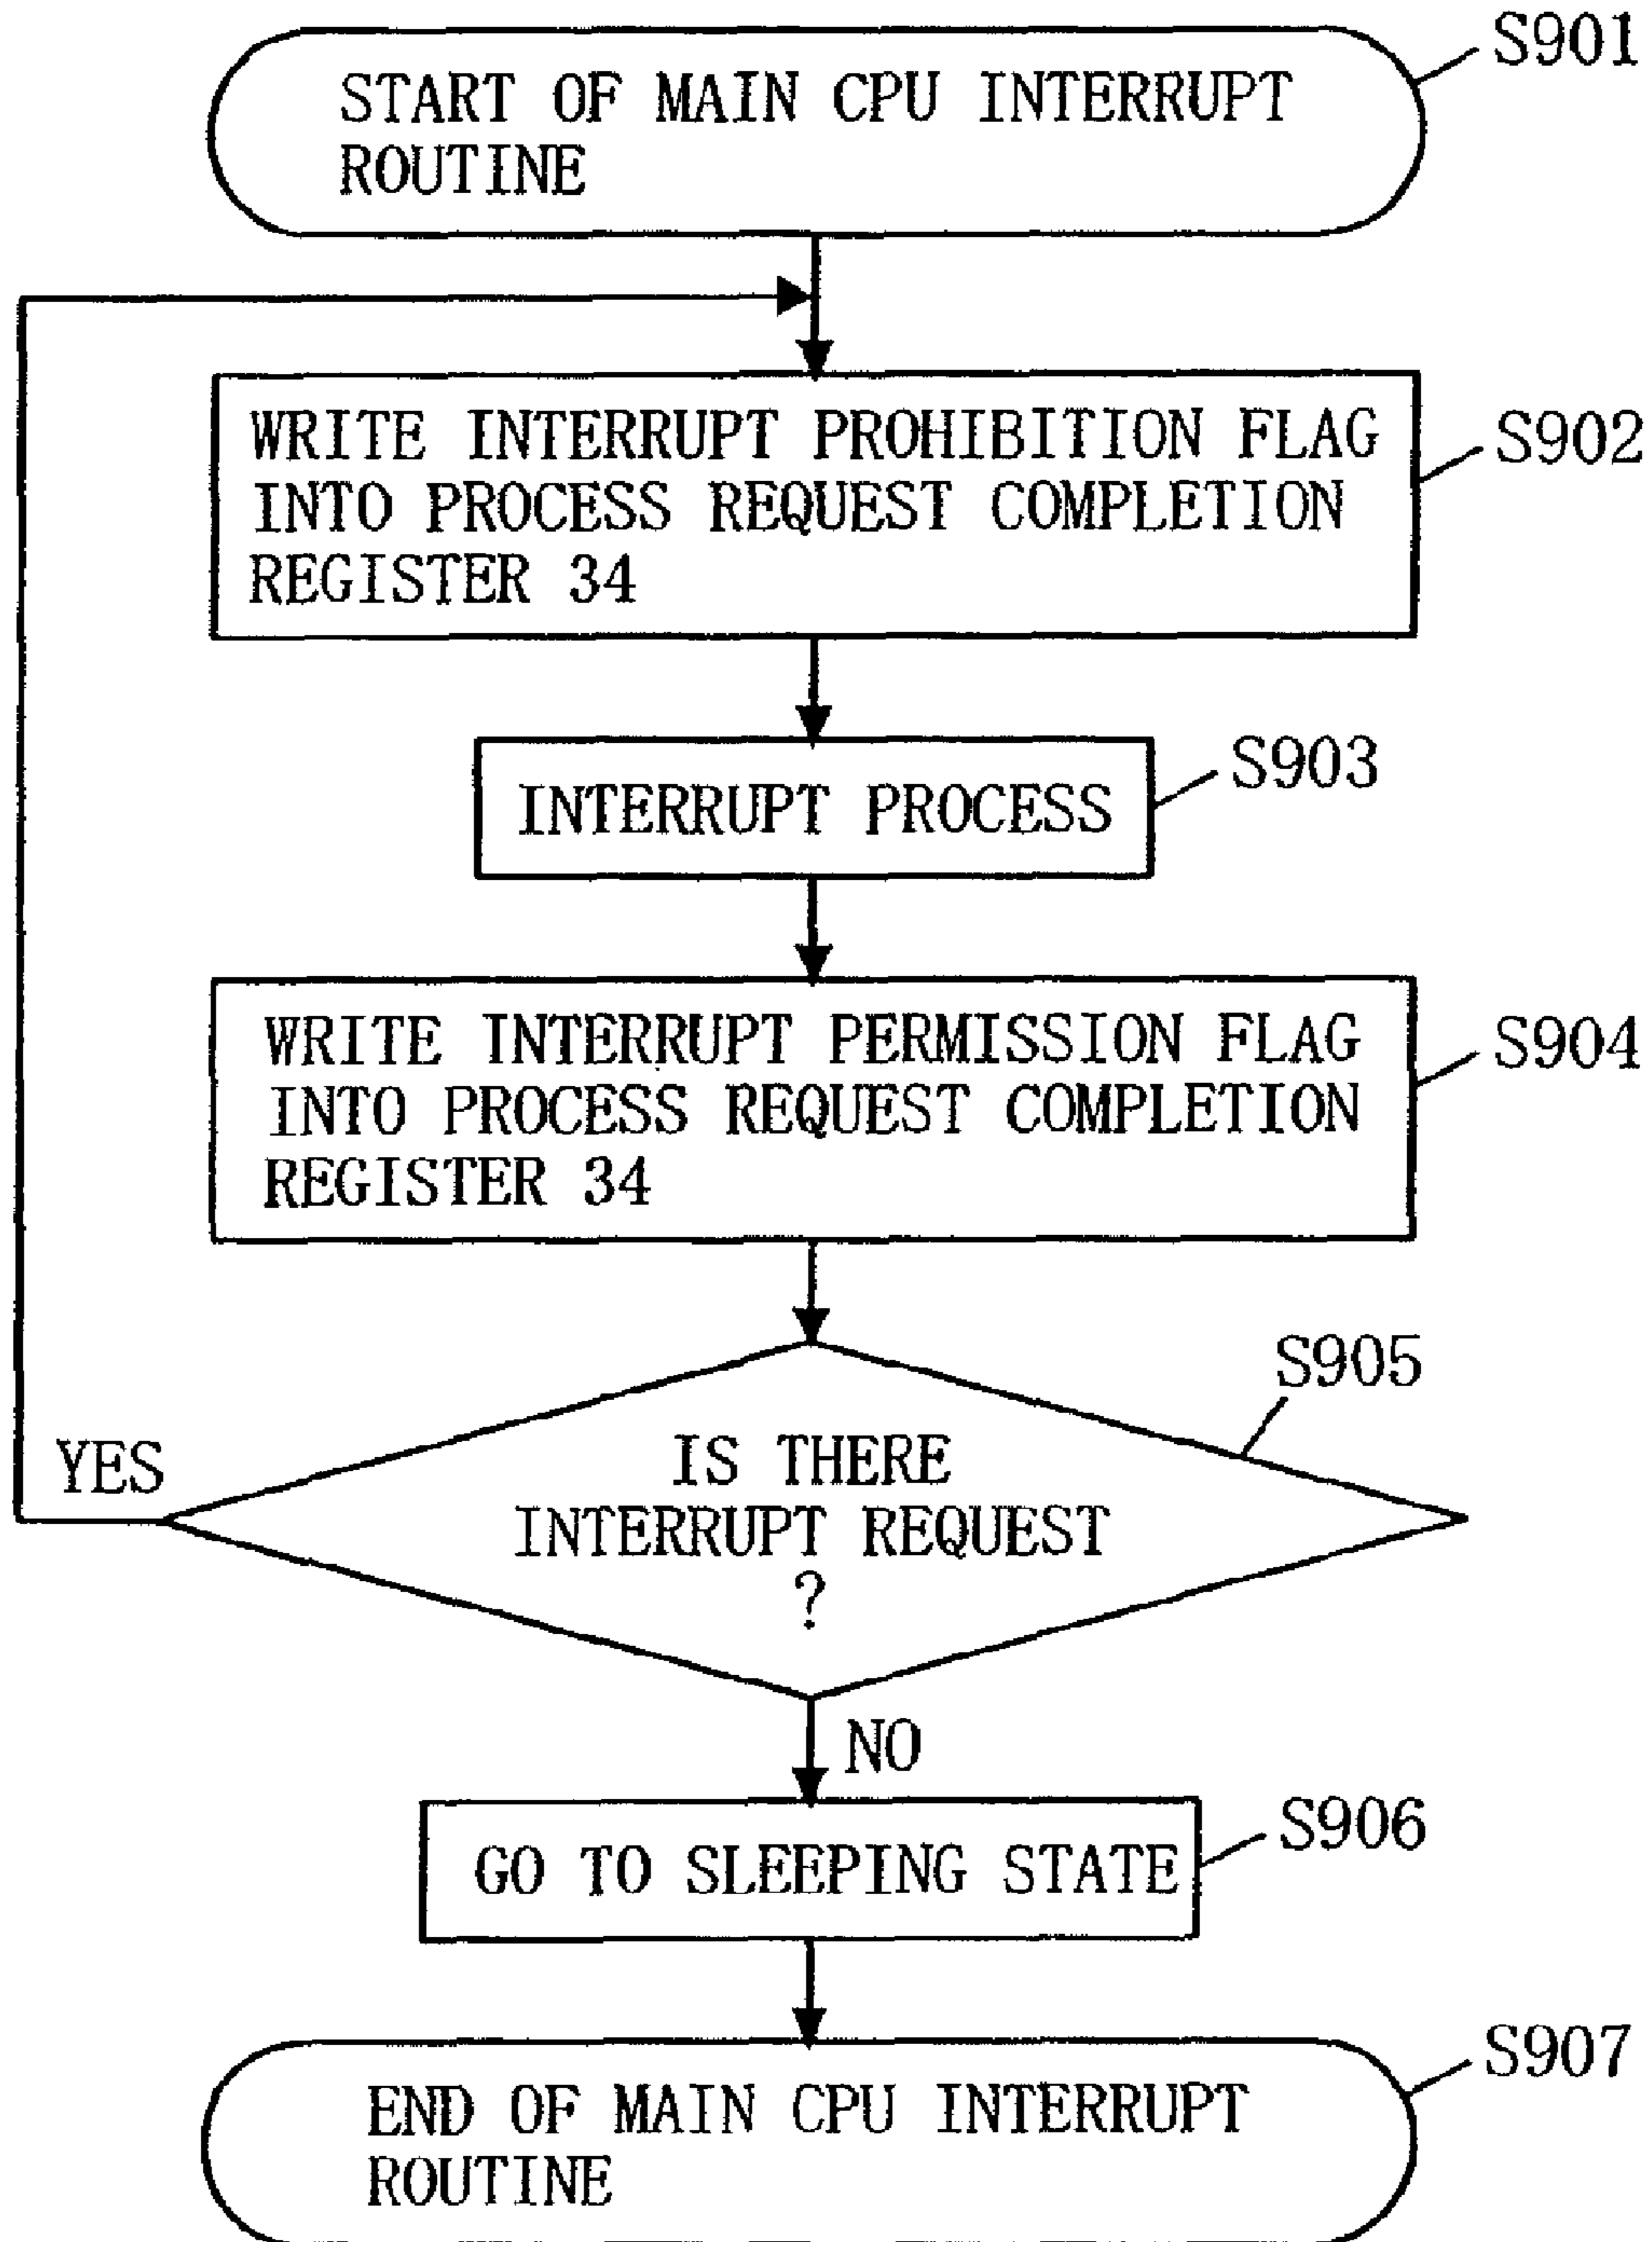 START OF MAIN CPU INTERRUPT
ROUTINE
S901
WRITE INTERRUPT PROHIBITION FLAG
INTO PROCESS REQUEST COMPLETION
REGISTER 34
S902
INTERRUPT PROCESS
S903
WRITE INTERRUPT PERMISSION FLAG
INTO PROCESS REQUEST COMPLETION
REGISTER 34
S904
IS THERE
INTERRUPT REQUEST
?
S905
YES
NO
GO TO SLEEPING STATE
S906
END OF MAIN CPU INTERRUPT
ROUTINE
S907